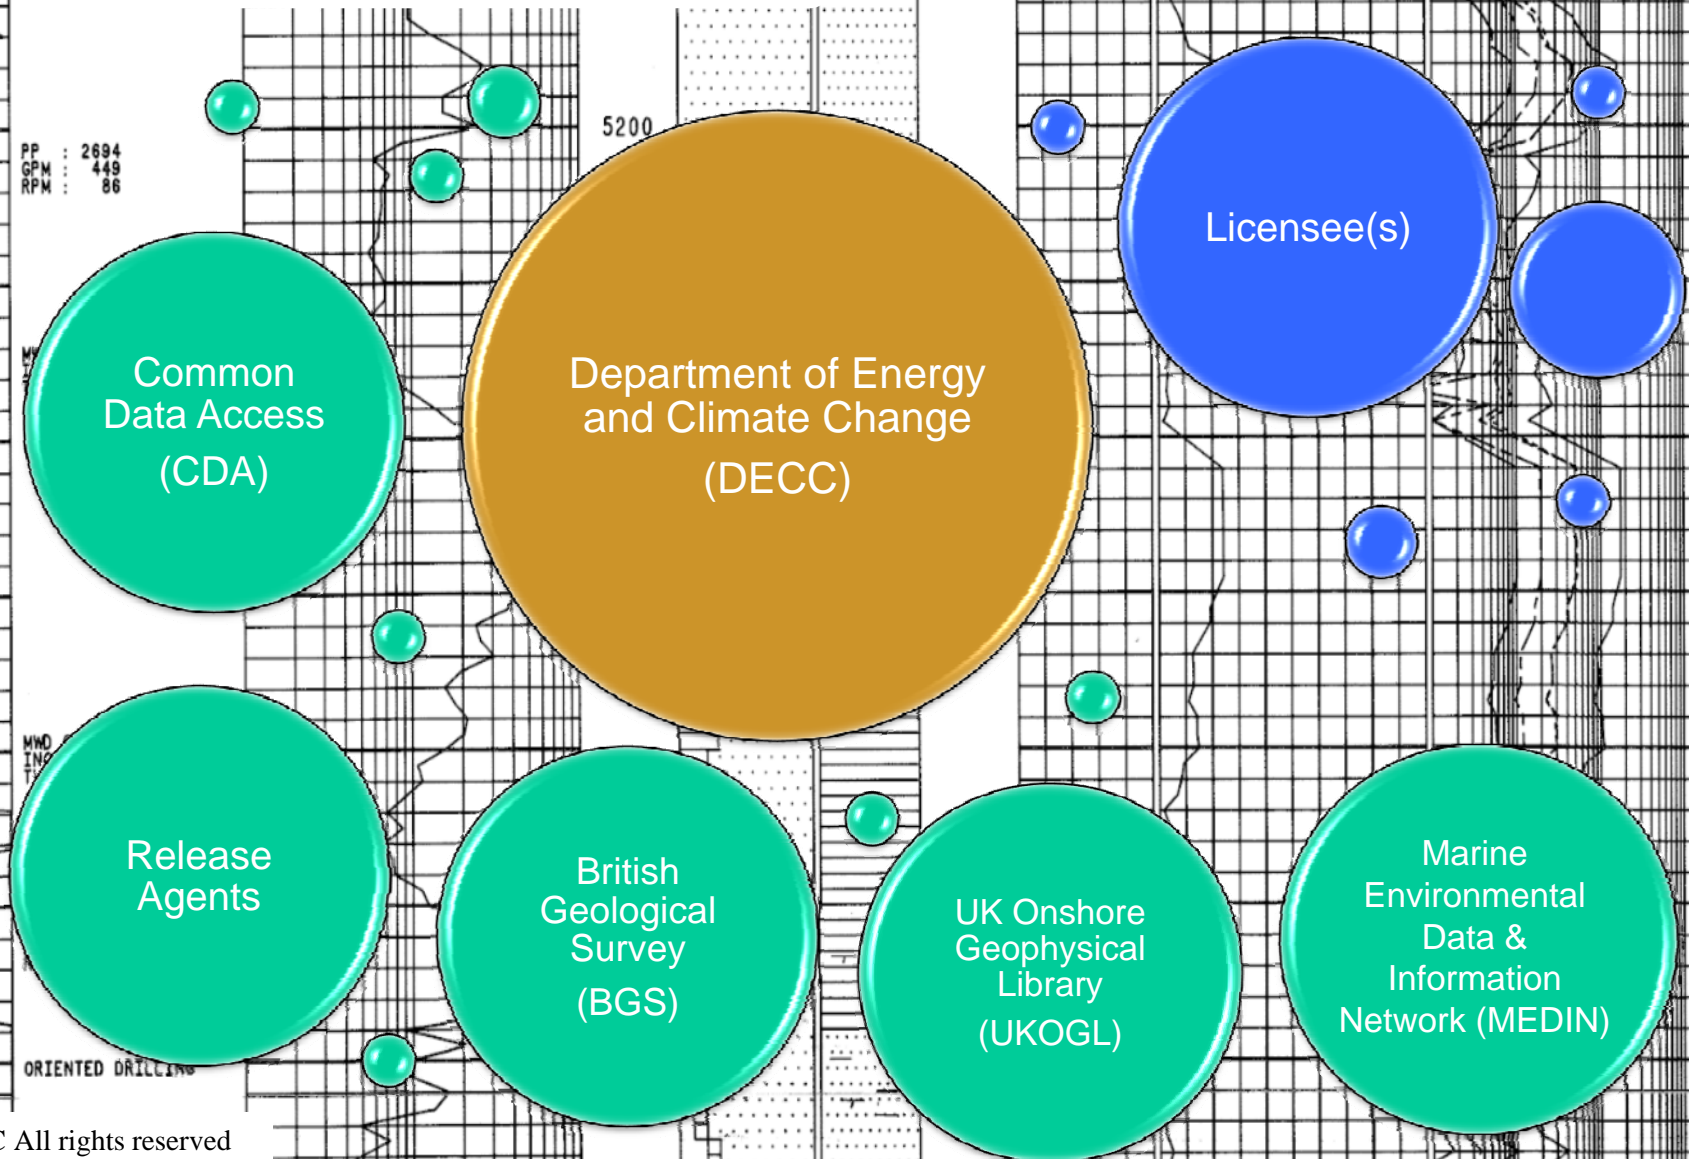 5200
PP : 2694
GPM : 449
RPM : 86
Licensee(s)
Common
Data Access
(CDA)
Department of Energy
and Climate Change
(DECC)
MWD
Release
Agents
British
Geological
Survey
(BGS)
UK Onshore
Geophysical
Library
(UKOGL)
Marine
Environmental
Data &
Information
Network (MEDIN)
ORIENTED DRILLING
All rights reserved